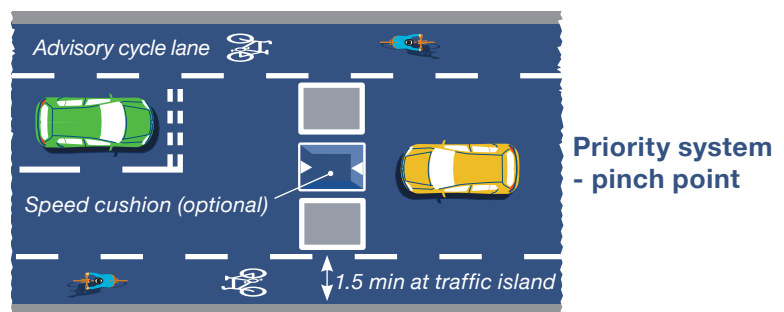 Advisory cycle lane
Speed cushion (optional)
1.5 min at traffic island
Priority system
- pinch point